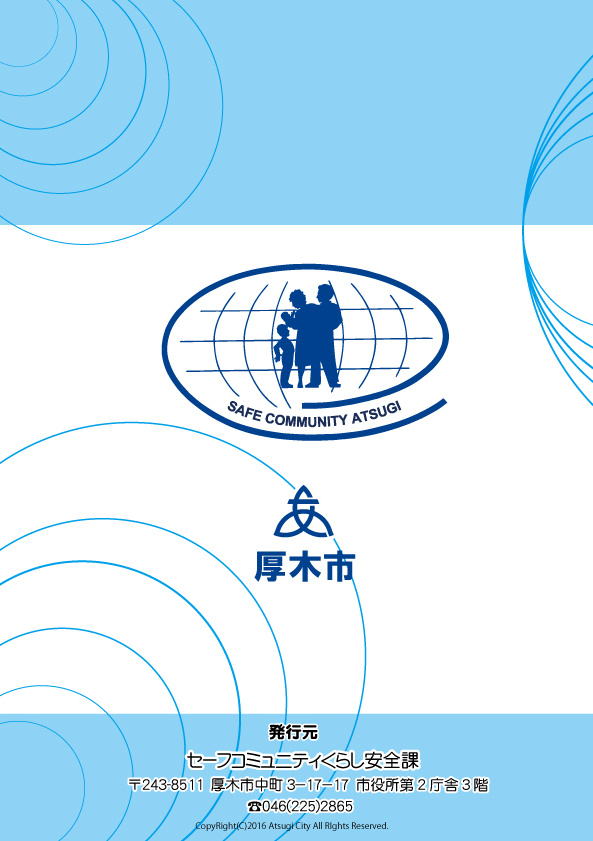 SAFE COMMUNITY ATSUGI
厚木市
発行元
セーフコミュニティくらし安全課
〒243-8511 厚木市中町3−17−17 市役所第2庁舎3階
☎046(225)2865
CopyRight(C)2016 Atsugi City All RIghts Reserved.